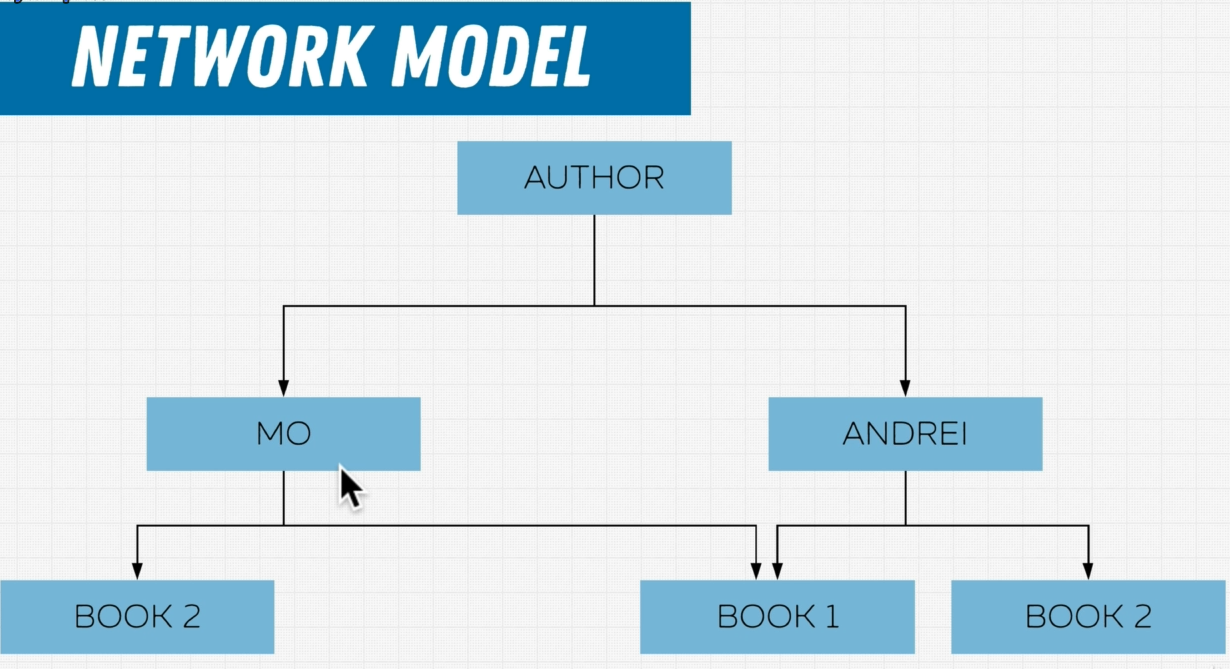 NETWORK MODEL
AUTHOR
MO
ANDREI
BOOK 2
BOOK 1
BOOK 2